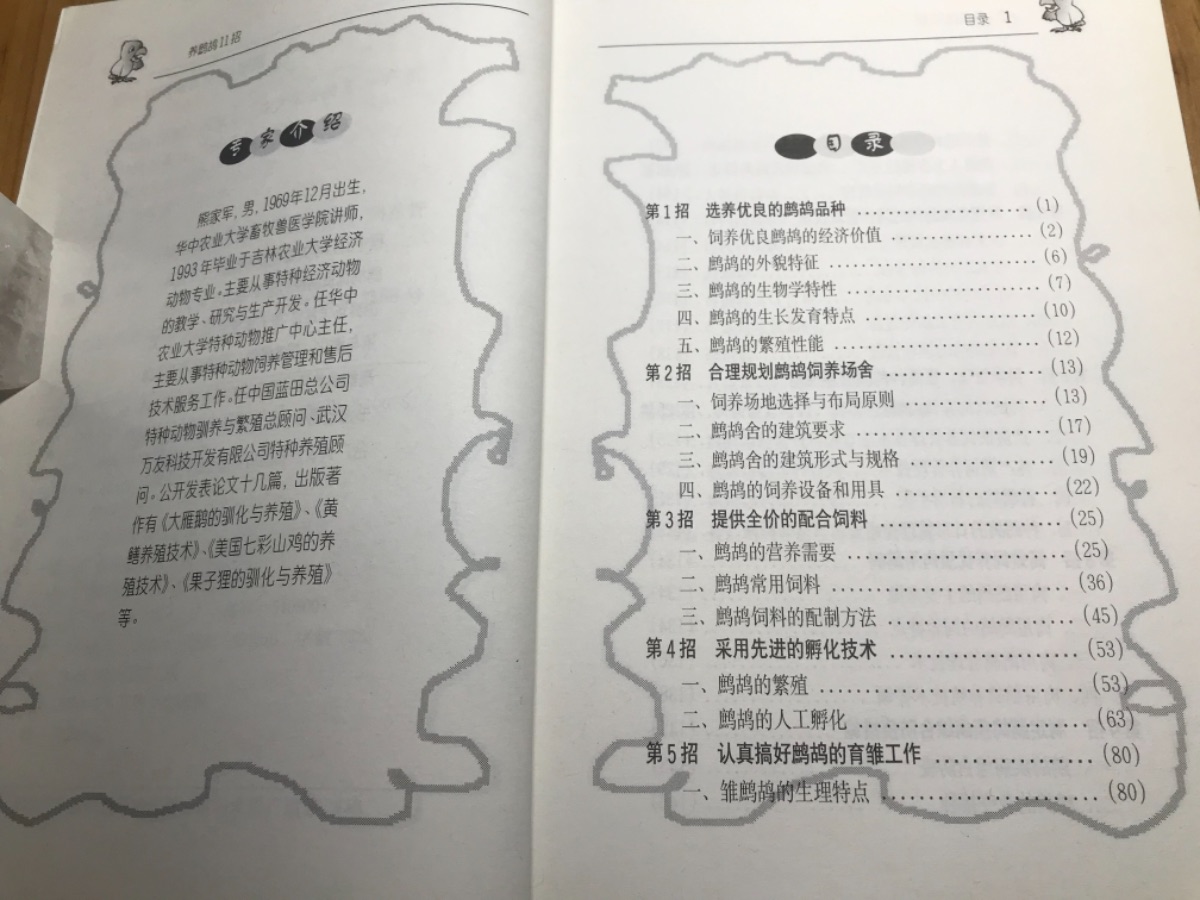 养鹧鸪11招
专家介绍
熊家军，男，1969年12月出生，
华中农业大学畜牧兽医学院讲师，
1993年毕业于吉林农业大学经济
动物专业。主要从事特种经济动物
的教学、研究与生产开发。任华中
农业大学特种动物推广中心主任，
主要从事特种动物饲养管理和售后
技术服务工作。任中国蓝田总公司
特种动物驯养与繁殖总顾问、武汉
万友科技开发有限公司特种养殖顾
问。公开发表论文十几篇，出版著
作有《大雁鹅的驯化与养殖》、《黄
鳝养殖技术》、《美国七彩山鸡的养
殖技术》、《果子狸的驯化与养殖》
等。
目录 1
目录
第1招 选养优良的鹧鸪品种 ........................ (1)
一、饲养优良鹧鸪的经济价值 .................... (2)
二、鹧鸪的外貌特征 ............................ (6)
三、鹧鸪的生物学特性 .......................... (7)
四、鹧鸪的生长发育特点 ........................ (10)
五、鹧鸪的繁殖性能 ............................ (12)
第2招 合理规划鹧鸪饲养场舍 ...................... (13)
一、饲养场地选择与布局原则 .................... (13)
二、鹧鸪舍的建筑要求 .......................... (17)
三、鹧鸪舍的建筑形式与规格 .................... (19)
四、鹧鸪的饲养设备和用具 ...................... (22)
第3招 提供全价的配合饲料 ........................ (25)
一、鹧鸪的营养需要 ............................ (25)
二、鹧鸪常用饲料 .............................. (36)
三、鹧鸪饲料的配制方法 ........................ (45)
第4招 采用先进的孵化技术 ........................ (53)
一、鹧鸪的繁殖 ................................ (53)
二、鹧鸪的人工孵化 ............................ (63)
第5招 认真搞好鹧鸪的育雏工作 .................... (80)
一、雏鹧鸪的生理特点 .......................... (80)